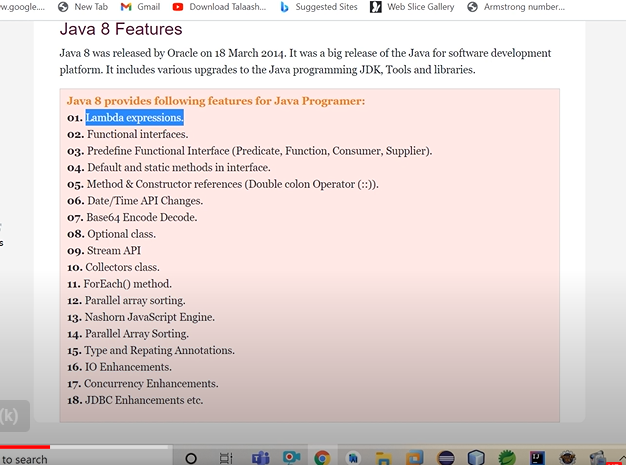 w.google....
New Tab
Gmail
Download Talaash...
Suggested Sites
Web Slice Gallery
Armstrong number...
Java 8 Features
Java 8 was released by Oracle on 18 March 2014. It was a big release of the Java for software development
platform. It includes various upgrades to the Java programming JDK, Tools and libraries.
Java 8 provides following features for Java Programer:
01. Lambda expressions.
02. Functional interfaces.
03. Predefine Functional Interface (Predicate, Function, Consumer, Supplier).
04. Default and static methods in interface.
05. Method & Constructor references (Double colon Operator (::)).
06. Date/Time API Changes.
07. Base64 Encode Decode.
08. Optional class.
09. Stream API
10. Collectors class.
11. ForEach() method.
12. Parallel array sorting.
13. Nashorn JavaScript Engine.
14. Parallel Array Sorting.
15. Type and Repating Annotations.
16. IO Enhancements.
17. Concurrency Enhancements.
18. JDBC Enhancements etc.
s
(k)
to search